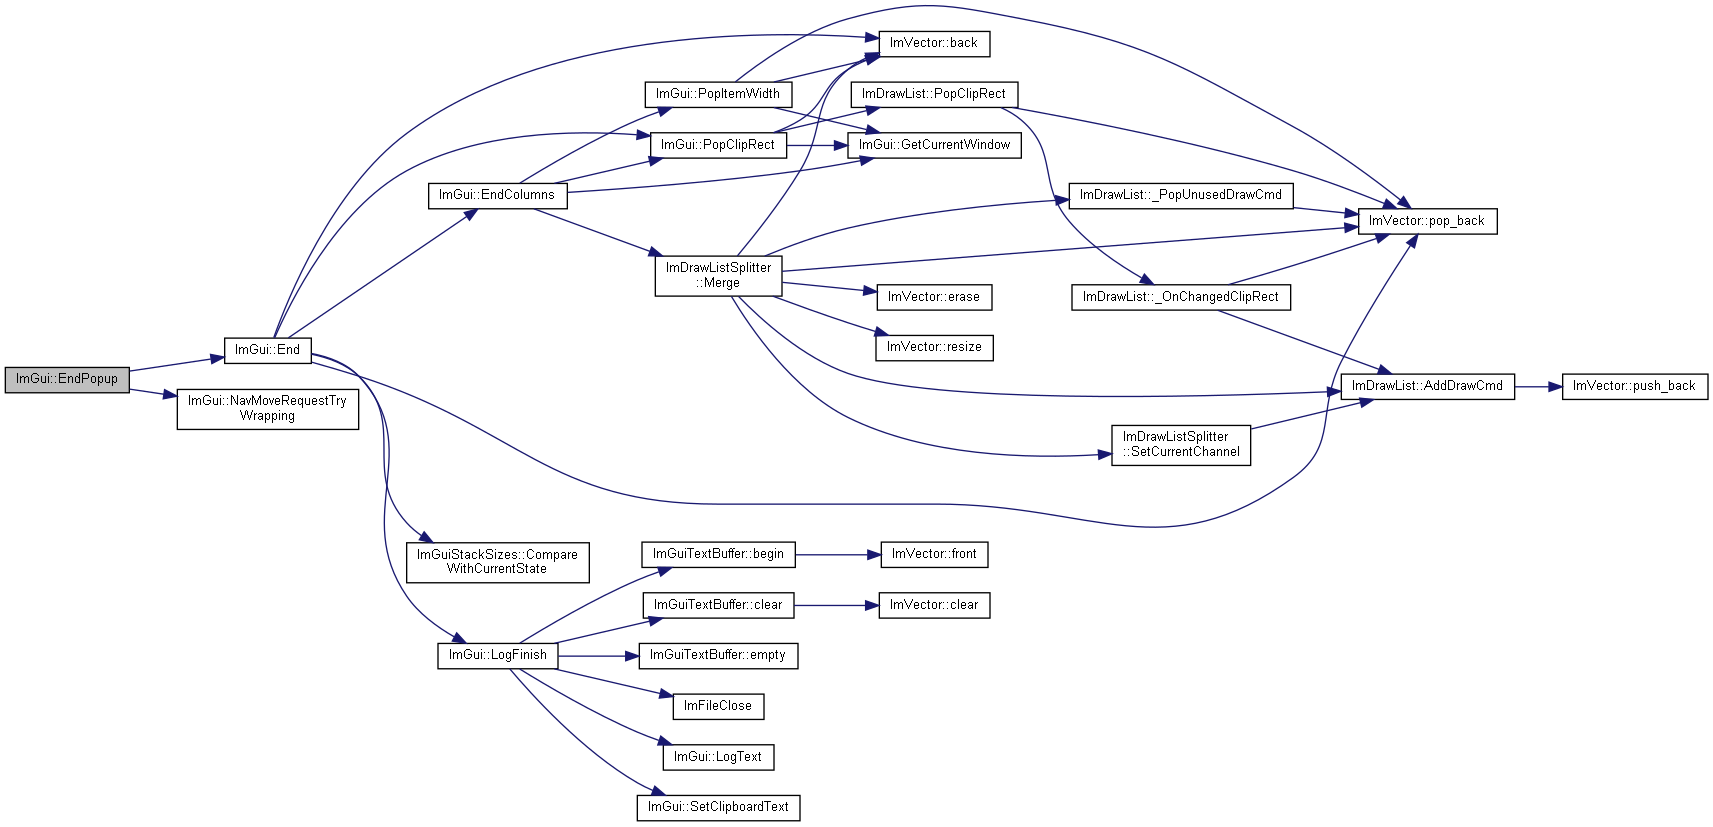 ImVector::back
ImGui::PopItemWidth
ImDrawList::PopClipRect
ImGui::PopClipRect
ImGui::GetCurrentWindow
ImGui::EndColumns
ImDrawList::_PopUnusedDrawCmd
ImVector::pop_back
ImDrawListSplitter
::Merge
ImVector::erase
ImDrawList::_OnChangedClipRect
ImGui::End
ImVector::resize
ImGui::EndPopup
ImGui::NavMoveRequestTry
Wrapping
ImDrawList::AddDrawCmd
ImVector::push_back
ImDrawListSplitter
::SetCurrentChannel
ImGuiStackSizes::Compare
WithCurrentState
ImGuiTextBuffer::begin
ImVector::front
ImGuiTextBuffer::clear
ImVector::clear
ImGui::LogFinish
ImGuiTextBuffer::empty
ImFileClose
ImGui::LogText
ImGui::SetClipboardText